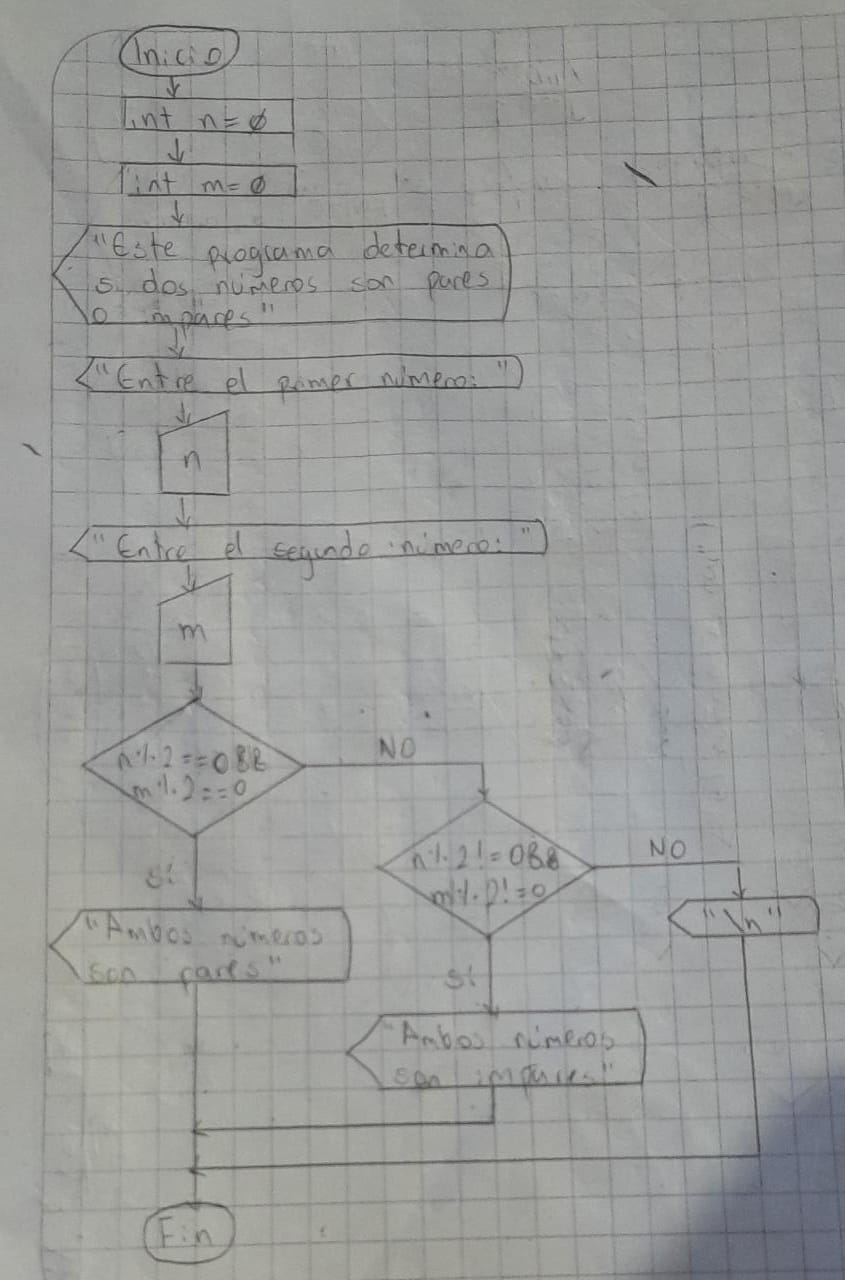 Inicio
int n=0
int m=0
"Este programa determina
si dos números son pares
o impares"
"Entre el primer número: "
n
"Entre el segundo número: "
m
n%2==0&&
m%2==0
NO
n%2!=0&&
m%2!=0
NO
sí
"\n"
"Ambos números
son pares"
sí
"Ambos números
son impares"
Fin